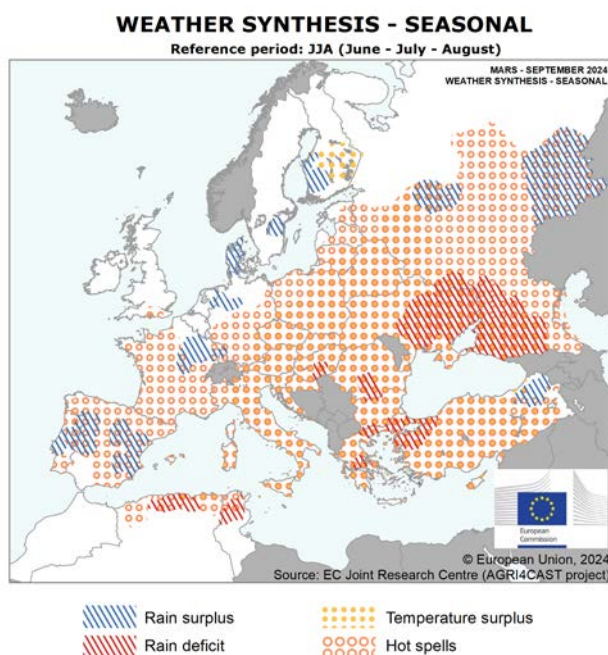 WEATHER SYNTHESIS - SEASONAL
Reference period: JJA (June - July - August)
MARS - SEPTEMBER 2024
WEATHER SYNTHESIS - SEASONAL
European
Commission
© European Union, 2024
Source: EC Joint Research Centre (AGRI4CAST project)
Rain surplus
Temperature surplus
Rain deficit
Hot spells